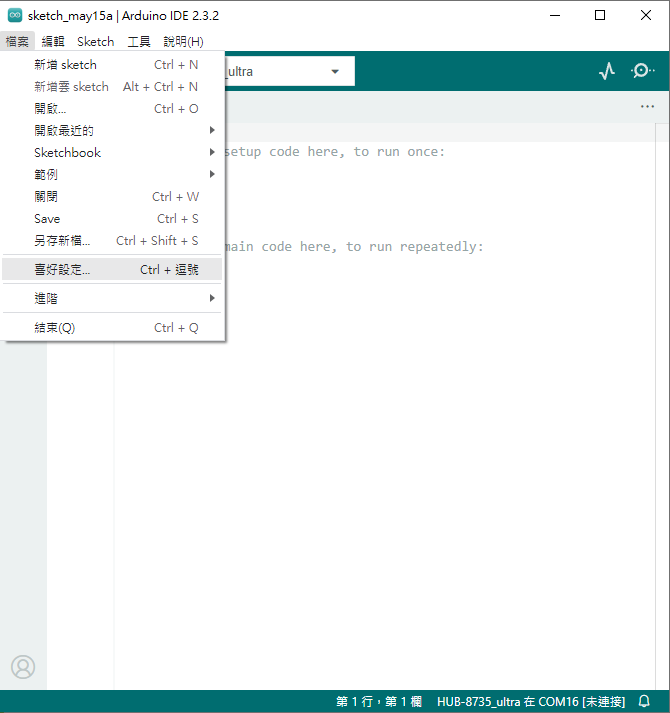 sketch_may15a | Arduino IDE 2.3.2
檔案 編輯 Sketch 工具 說明(H)
_ultra
新增 sketch Ctrl + N
新增雲 sketch Alt + Ctrl + N
開啟... Ctrl + O
開啟最近的
Sketchbook
範例
關閉 Ctrl + W
Save Ctrl + S
另存新檔... Ctrl + Shift + S
喜好設定... Ctrl + 逗號
進階
結束(Q) Ctrl + Q
setup code here, to run once:
main code here, to run repeatedly:
第 1 行，第 1 欄 HUB-8735_ultra 在 COM16 [未連接]